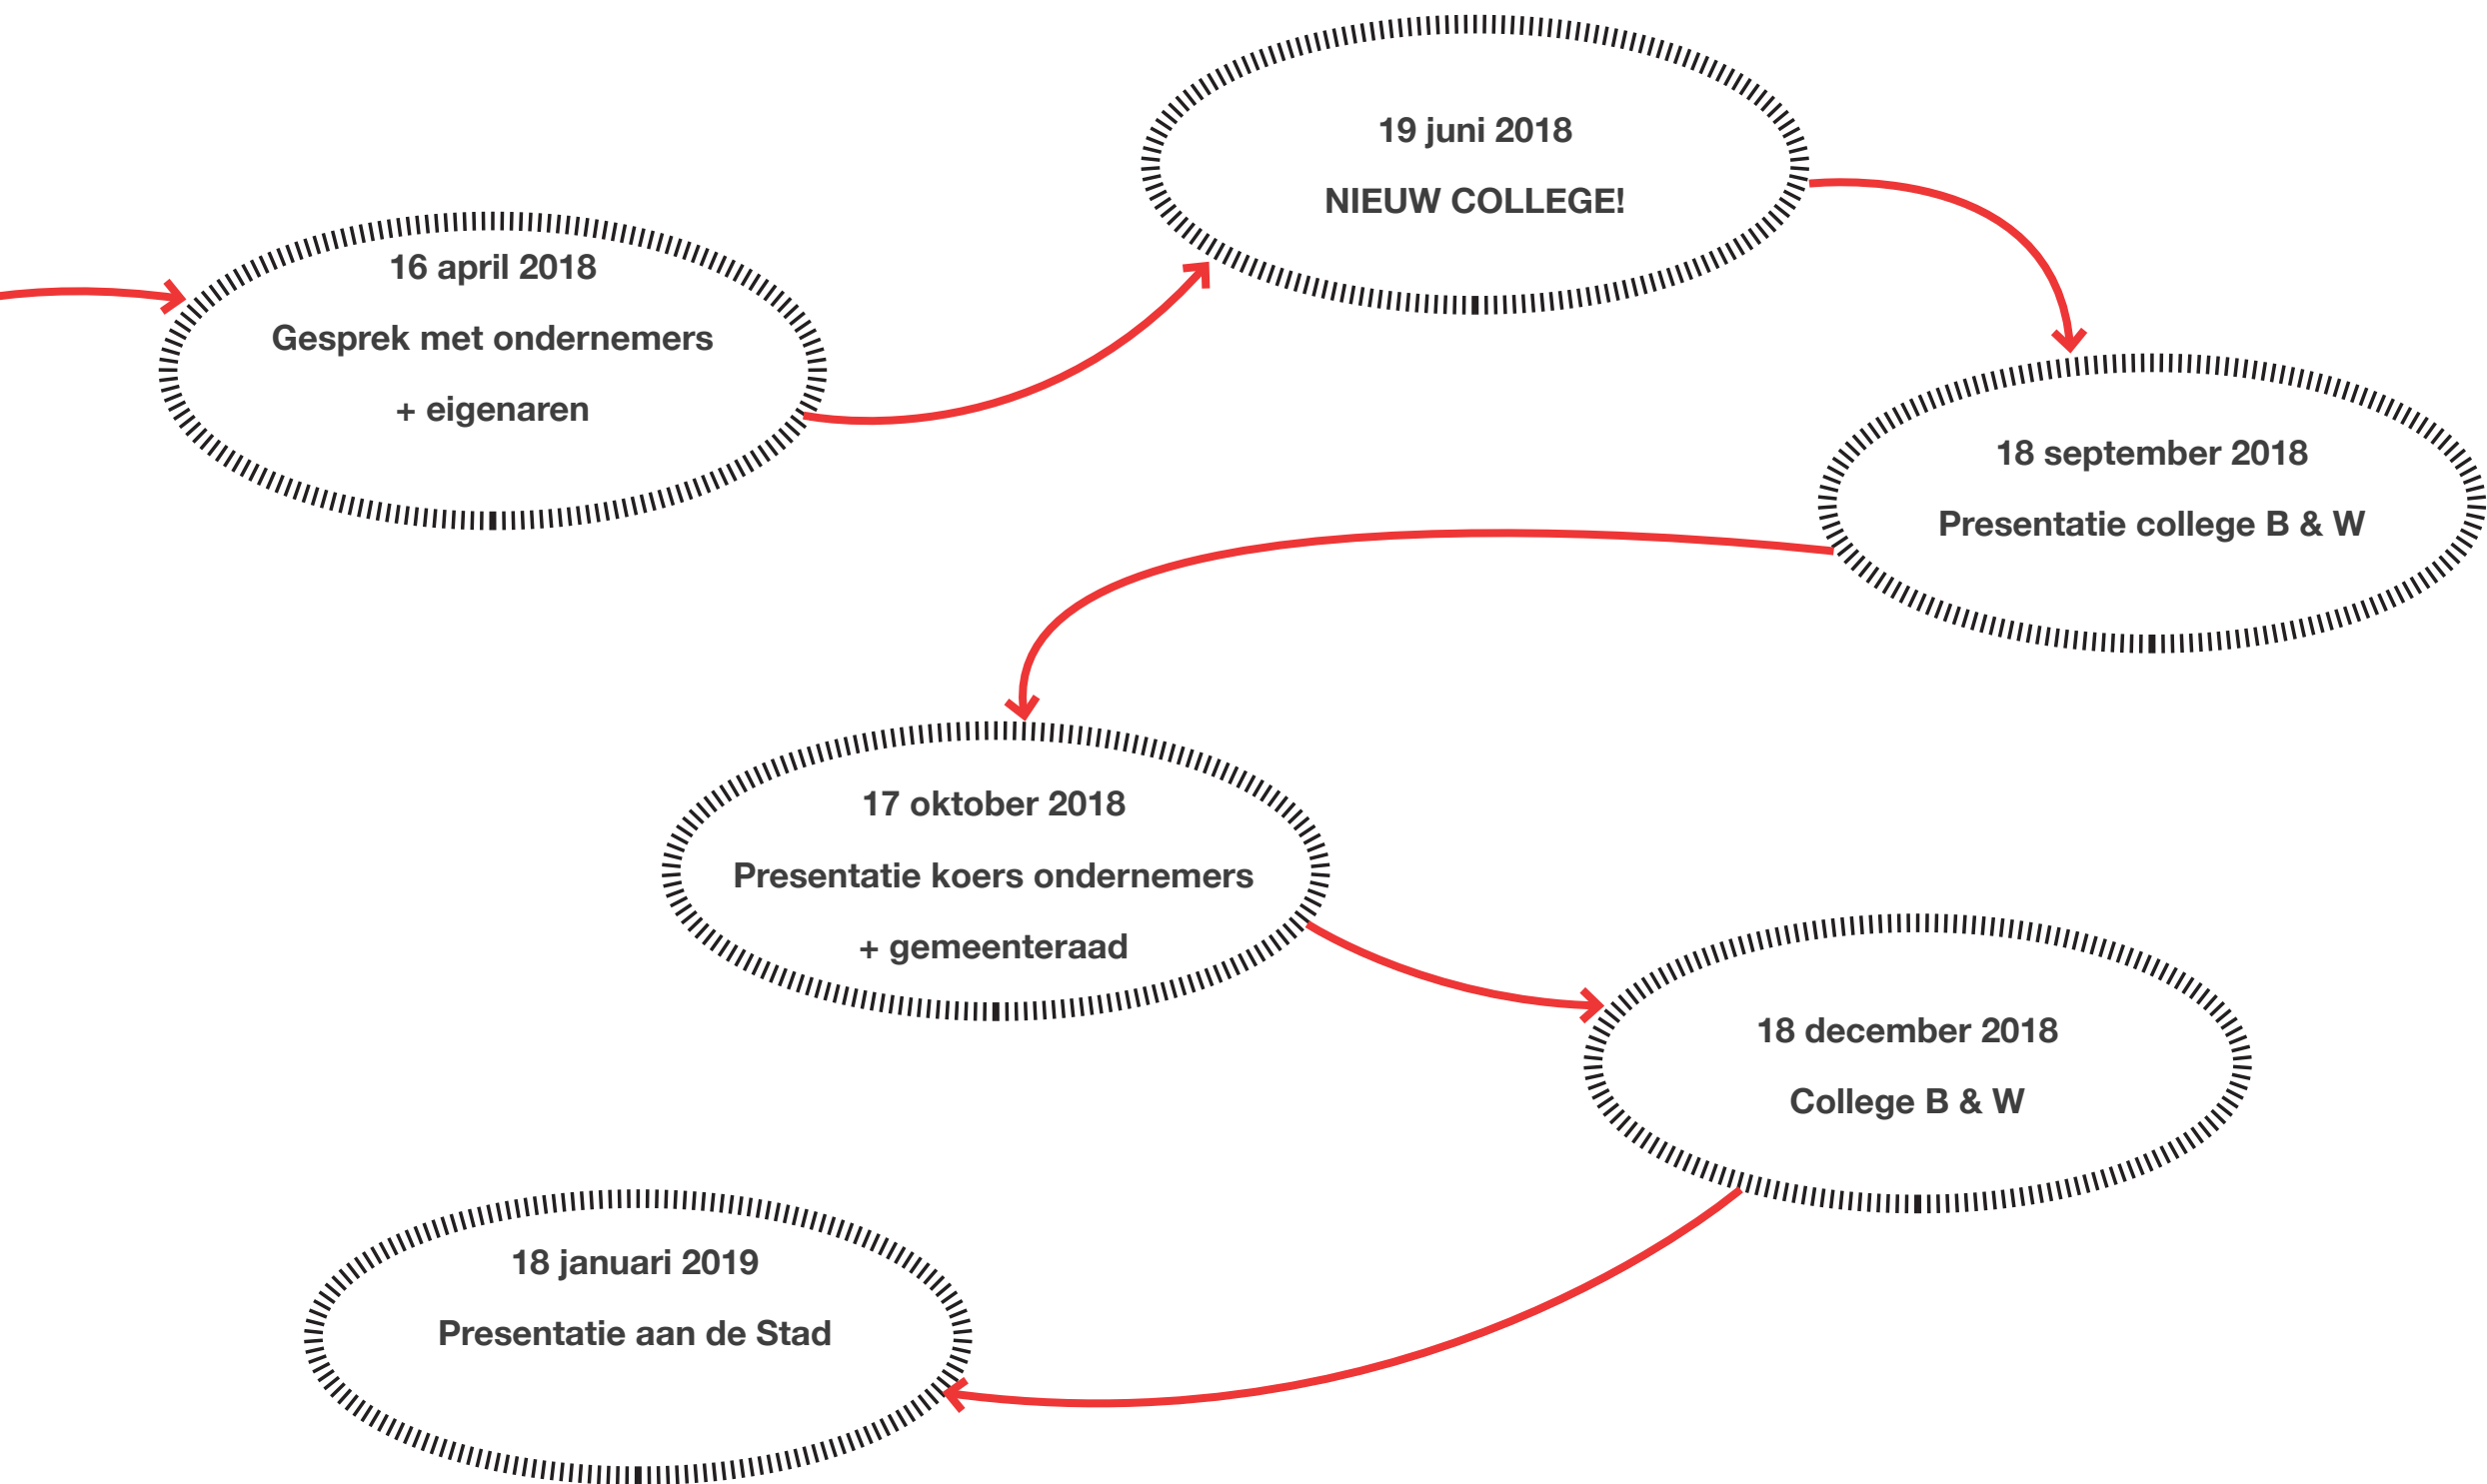 16 april 2018
Gesprek met ondernemers
+ eigenaren
19 juni 2018
NIEUW COLLEGE!
18 september 2018
Presentatie college B & W
17 oktober 2018
Presentatie koers ondernemers
+ gemeenteraad
18 december 2018
College B & W
18 januari 2019
Presentatie aan de Stad